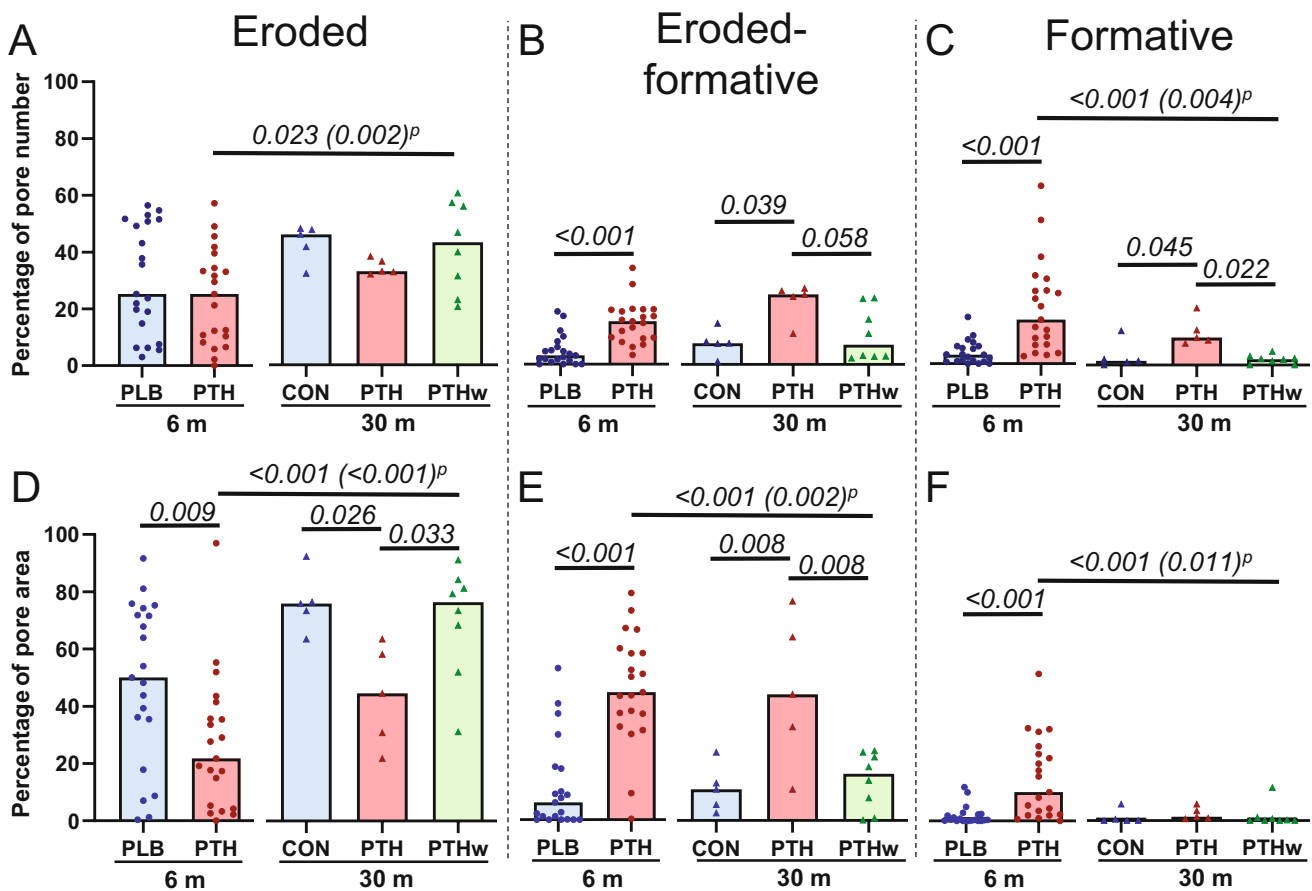 A
Eroded
B
Eroded-
formative
C
Formative
Percentage of pore number
100
80
60
40
20
0
0.023 (0.002)ᵖ
PLB PTH CON PTH PTHw
6 m 30 m
<0.001
0.039
0.058
PLB PTH CON PTH PTHw
6 m 30 m
<0.001 (0.004)ᵖ
<0.001
0.045
0.022
PLB PTH CON PTH PTHw
6 m 30 m
D
Percentage of pore area
100
80
60
40
20
0
<0.001 (<0.001)ᵖ
0.009
0.026
0.033
PLB PTH CON PTH PTHw
6 m 30 m
E
<0.001 (0.002)ᵖ
<0.001
0.008
0.008
PLB PTH CON PTH PTHw
6 m 30 m
F
<0.001 (0.011)ᵖ
<0.001
PLB PTH CON PTH PTHw
6 m 30 m